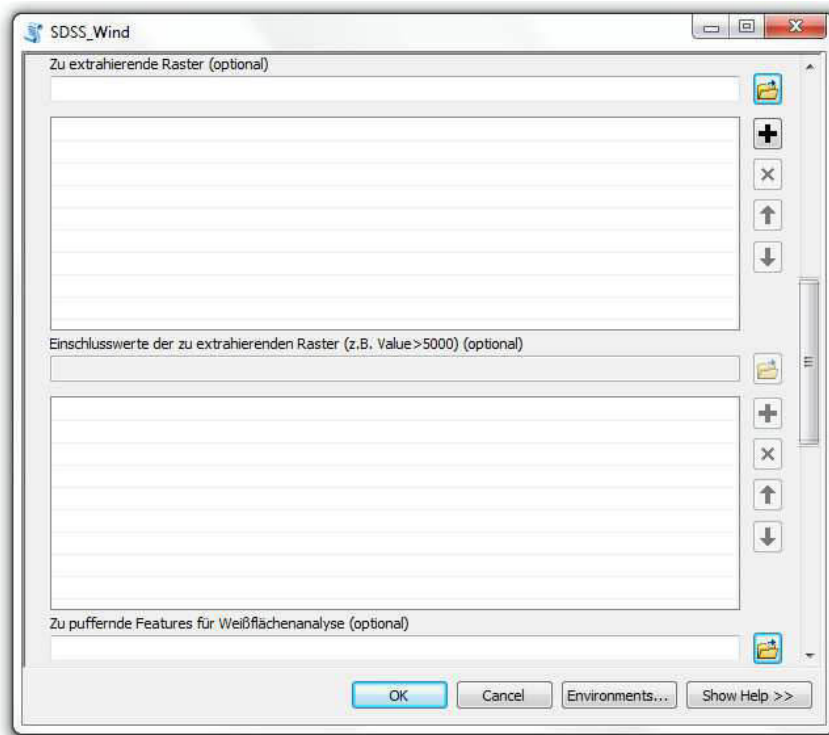 SDSS_Wind
Zu extrahierende Raster (optional)
Einschlusswerte der zu extrahierenden Raster (z.B. Value>5000) (optional)
Zu puffernde Features für Weißflächenanalyse (optional)
OK
Cancel
Environments...
Show Help >>